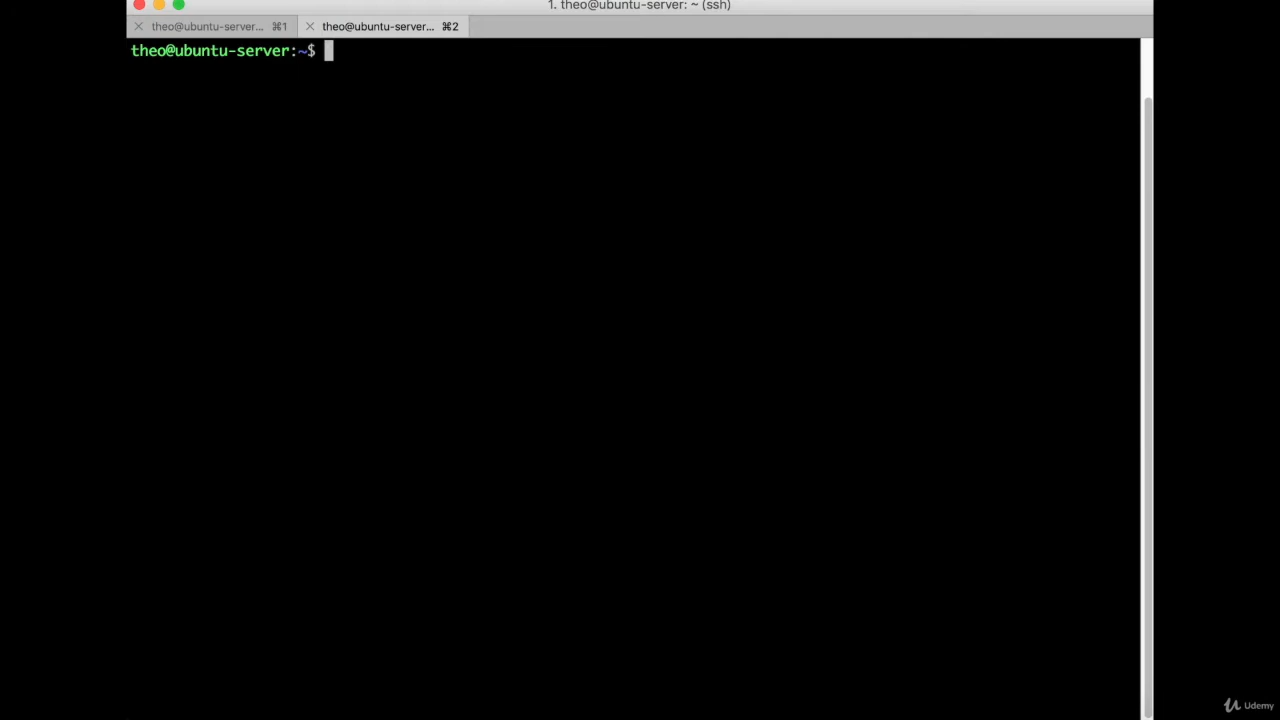 1. theo@ubuntu-server: ~ (ssh)
theo@ubuntu-server... ⌘1
theo@ubuntu-server... ⌘2
theo@ubuntu-server:~$
Udemy